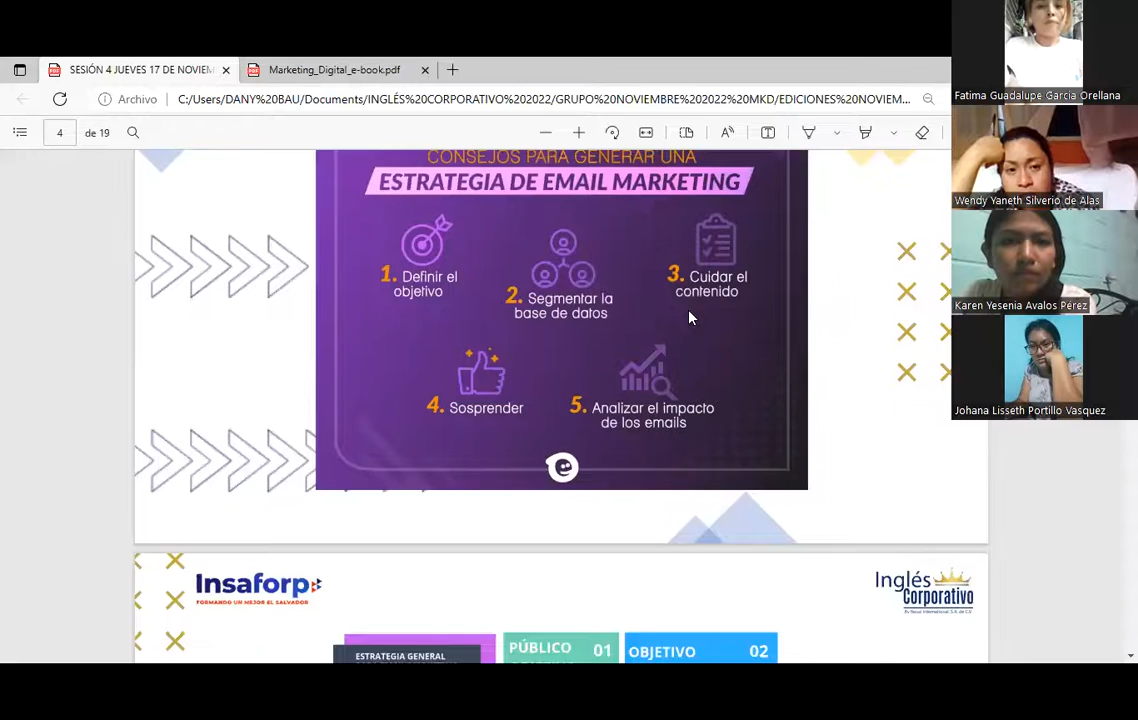 SESIÓN 4 JUEVES 17 DE NOVIEM
Marketing_Digital_e-book.pdf
Archivo
C:/Users/DANY%20BAU/Documents/INGLÉS%20CORPORATIVO%202022/GRUPO%20NOVIEMBRE%202022%20MKD/EDICIONES%20NOVIEM...
4 de 19
CONSEJOS PARA GENERAR UNA
ESTRATEGIA DE EMAIL MARKETING
1. Definir el
objetivo
2. Segmentar la
base de datos
3. Cuidar el
contenido
4. Sosprender
5. Analizar el impacto
de los emails
Insaforp
FORMANDO UN MEJOR EL SALVADOR
Inglés
Corporativo
ESTRATEGIA GENERAL
PÚBLICO 01
OBJETIVO 02
Fatima Guadalupe García Orellana
Wendy Yaneth Silverio de Alas
Karen Yesenia Avalos Pérez
Johana Lisseth Portillo Vasquez